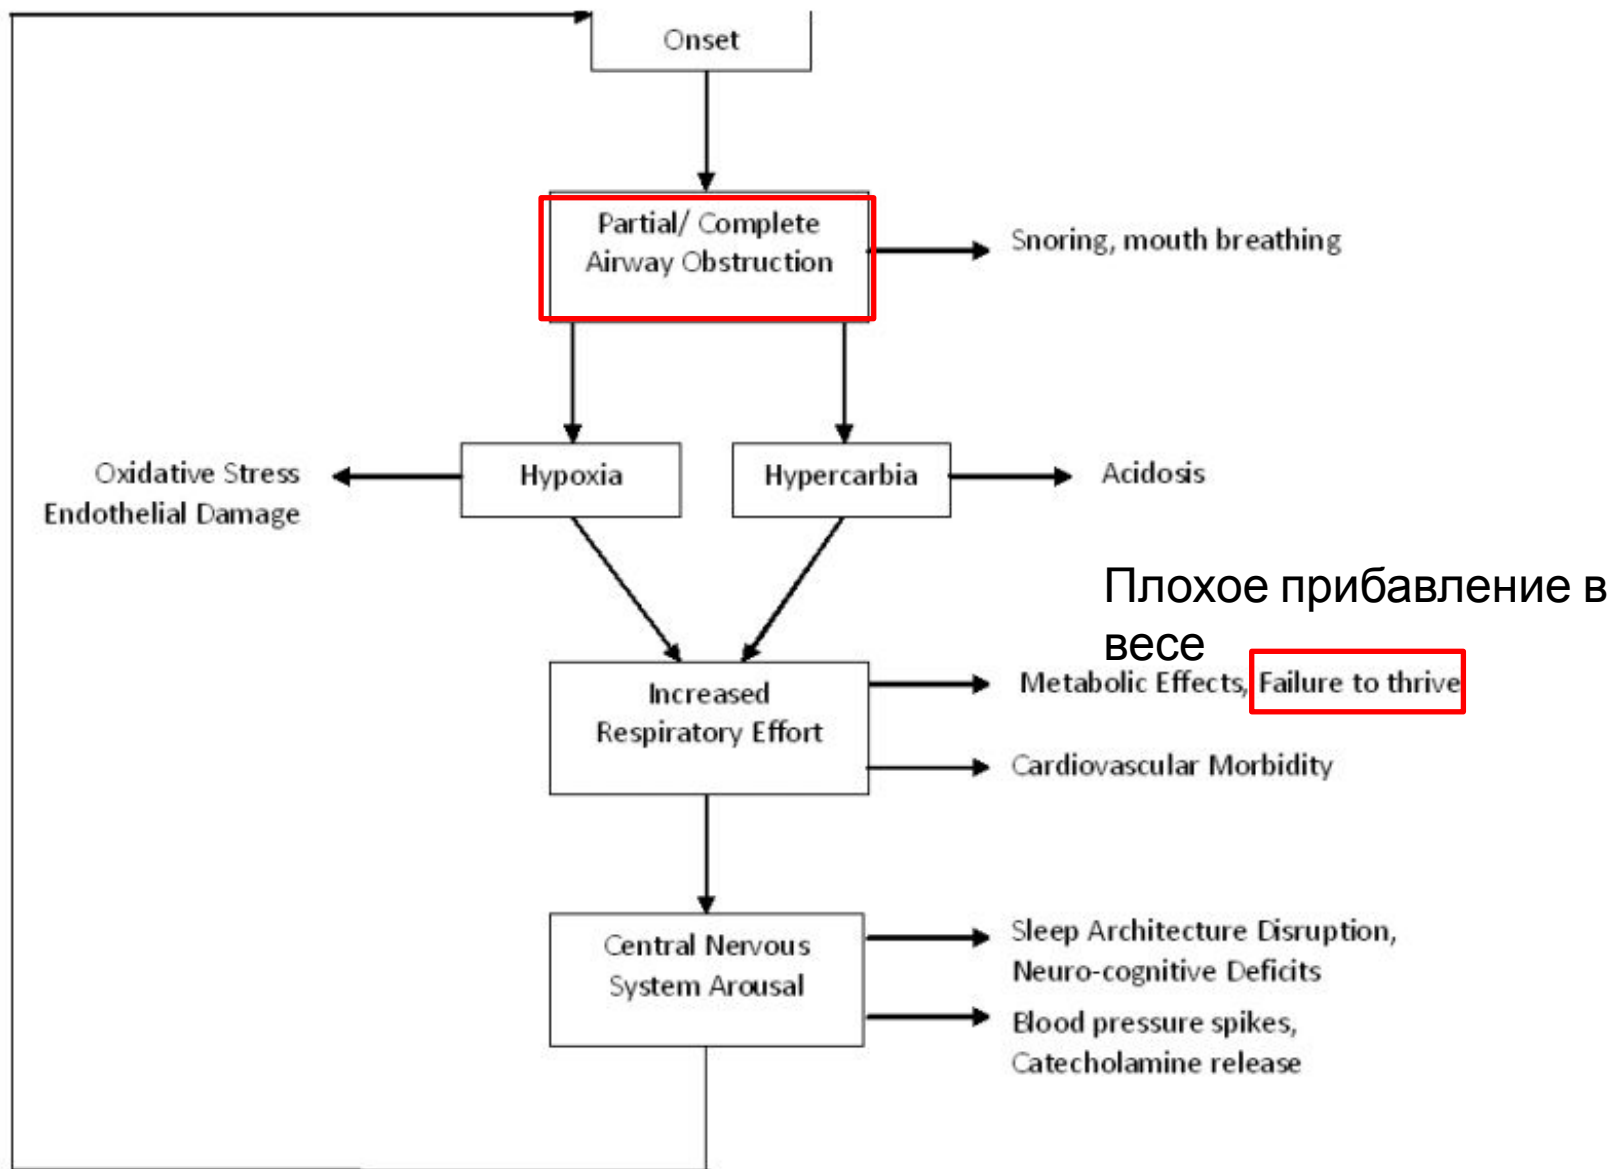 Onset
Partial/ Complete
Airway Obstruction
Snoring, mouth breathing
Oxidative Stress
Endothelial Damage
Hypoxia
Hypercarbia
Acidosis
Плохое прибавление в
весе
Increased
Respiratory Effort
Metabolic Effects, Failure to thrive
Cardiovascular Morbidity
Central Nervous
System Arousal
Sleep Architecture Disruption,
Neuro-cognitive Deficits
Blood pressure spikes,
Catecholamine release